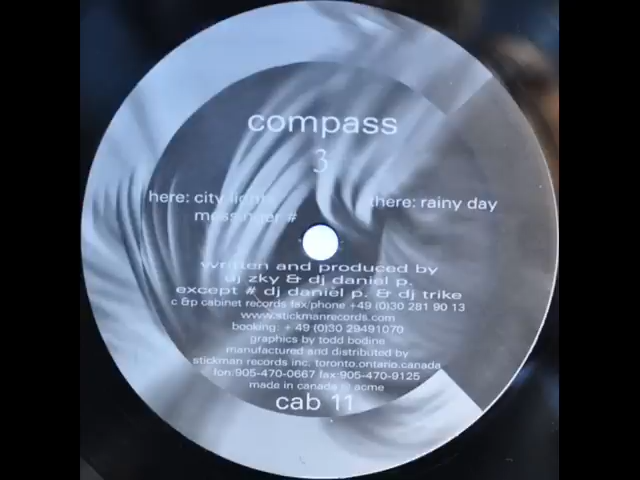 compass
3
here: city lights there: rainy day
messenger #
written and produced by
dj zky & dj daniel p.
except # dj daniel p. & dj trike
c &p cabinet records fax/phone +49 (0)30 281 90 13
www.stickmanrecords.com
booking: + 49 (0)30 29491070
graphics by todd bodine
manufactured and distributed by
stickman records inc. toronto.ontario.canada
fon:905-470-0667 fax:905-470-9125
made in canada @ acme
cab 11